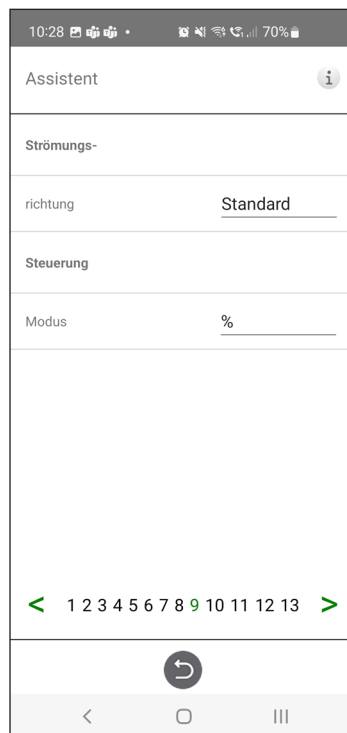 10:28 70%
Assistent i
Strömungs-
richtung Standard
Steuerung
Modus %
< 1 2 3 4 5 6 7 8 9 10 11 12 13 >